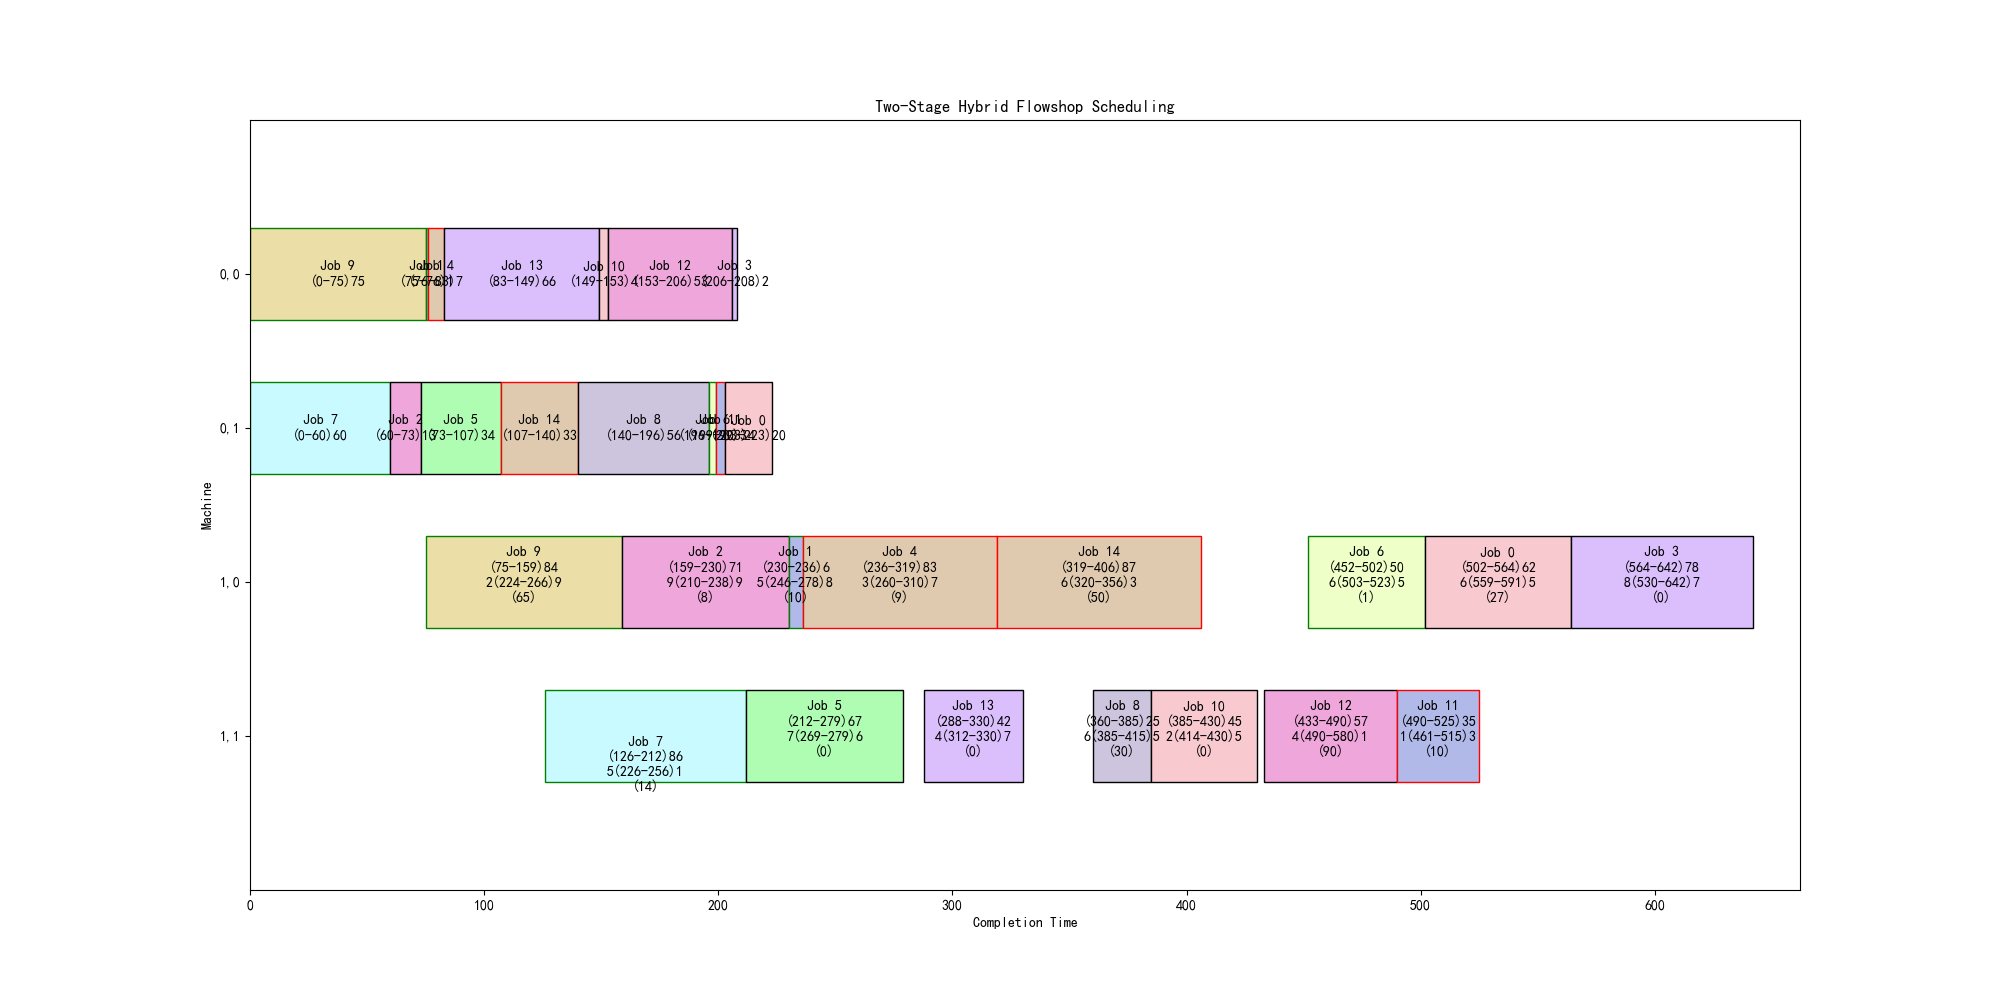 Two-Stage Hybrid Flowshop Scheduling
0,0
Job 9
(0-75)75
Job 13
(83-149)66
Job 10
(149-153)4
Job 12
(153-206)53
Job 3
(206-208)2
0,1
Job 7
(0-60)60
Job 2
(60-73)13
Job 5
(73-107)34
Job 14
(107-140)33
Job 8
(140-196)56
Job 0
Machine
1,0
Job 9
(75-159)84
2(224-266)9
(65)
Job 2
(159-230)71
9(210-238)9
(8)
Job 1
(230-236)6
5(246-278)8
(10)
Job 4
(236-319)83
3(260-310)7
(9)
Job 14
(319-406)87
6(320-356)3
(50)
Job 6
(452-502)50
6(503-523)5
(1)
Job 0
(502-564)62
6(559-591)5
(27)
Job 3
(564-642)78
8(530-642)7
(0)
1,1
Job 7
(126-212)86
5(226-256)1
(14)
Job 5
(212-279)67
7(269-279)6
(0)
Job 13
(288-330)42
4(312-330)7
(0)
Job 8
(360-385)25
6(385-415)5
(30)
Job 10
(385-430)45
2(414-430)5
(0)
Job 12
(433-490)57
4(490-580)1
(90)
Job 11
(490-525)35
1(461-515)3
(10)
0 100 200 300 400 500 600
Completion Time